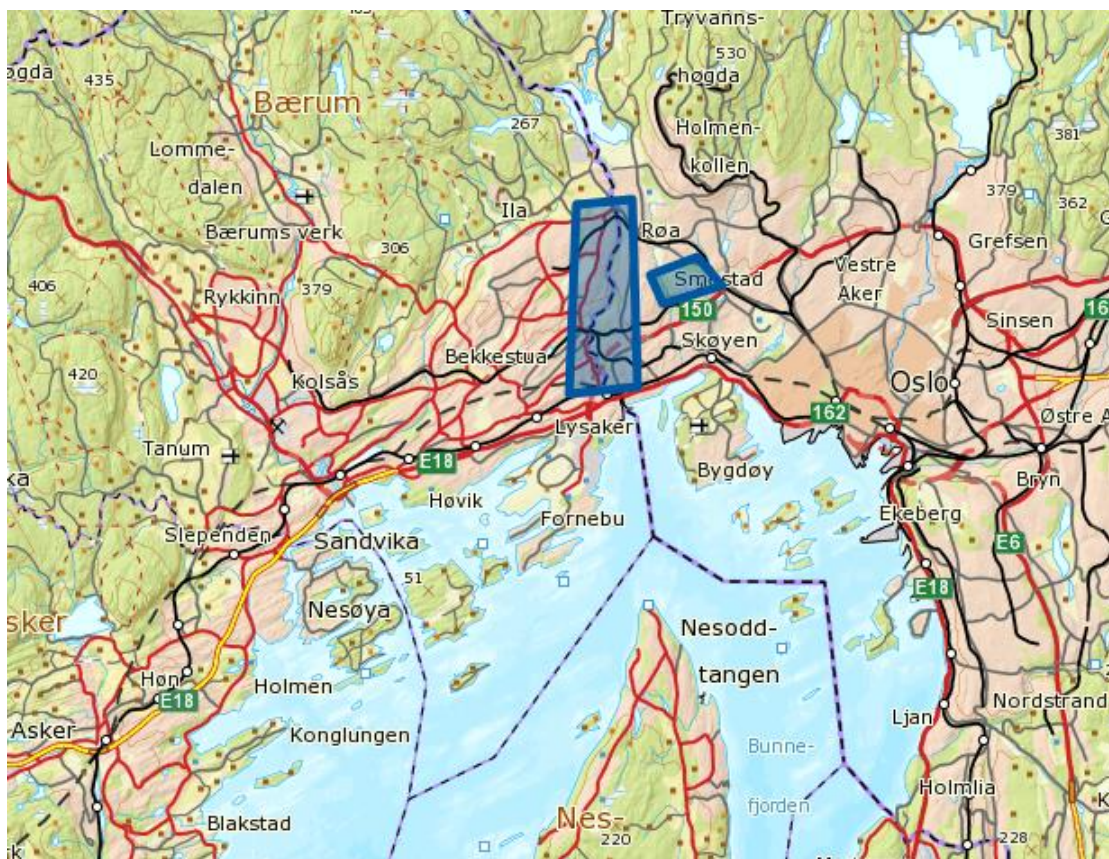 Tryvanns-
høgda
530
435
Bærum
267
Holmen-
kollen
381
Lomme-
dalen
379
362
Ila
Røa
Grefsen
Bærums verk
306
Vestre
Aker
406
Rykkinn
379
Smestad
150
Sinsen
Skøyen
420
Bekkestua
Kolsås
Oslo
162
Lysaker
Østre A
Tanum
Bygdøy
E18
Bryn
Høvik
Fornebu
Ekeberg
Slependen
Sandvika
E6
51
E18
Nesøya
Nesodd-
tangen
sker
Høn
Holmen
E18
Nordstrand
Asker
Ljan
Konglungen
Bunne-
fjorden
Holmlia
Blakstad
Nes-
220
228